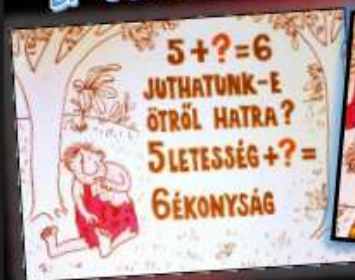 5+?=6
JUTHATUNK-E
ÖTRŐL HATRA?
5LETESSÉG+?=
6ÉKONYSÁG